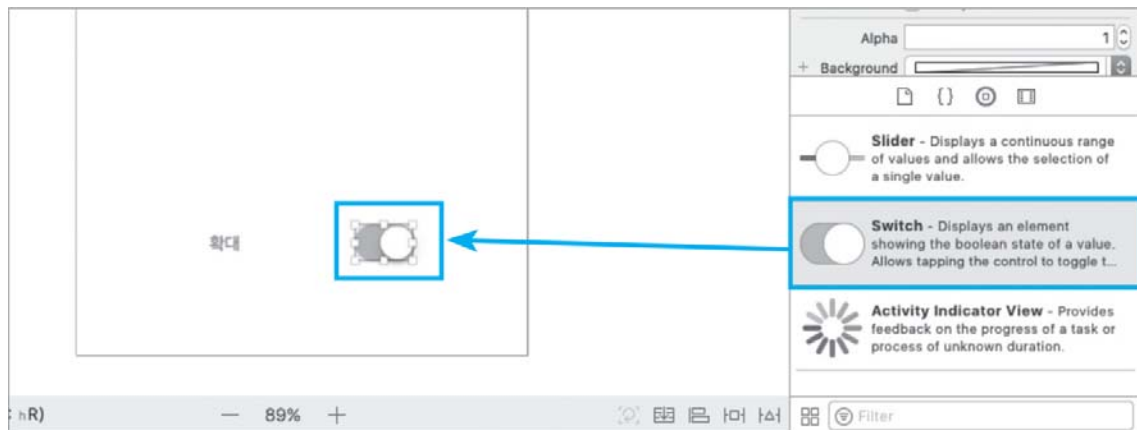 Alpha 1
+ Background
확대
{}
Slider - Displays a continuous range
of values and allows the selection of
a single value.
Switch - Displays an element
showing the boolean state of a value.
Allows tapping the control to toggle t...
Activity Indicator View - Provides
feedback on the progress of a task or
process of unknown duration.
: hR) — 89% + Filter